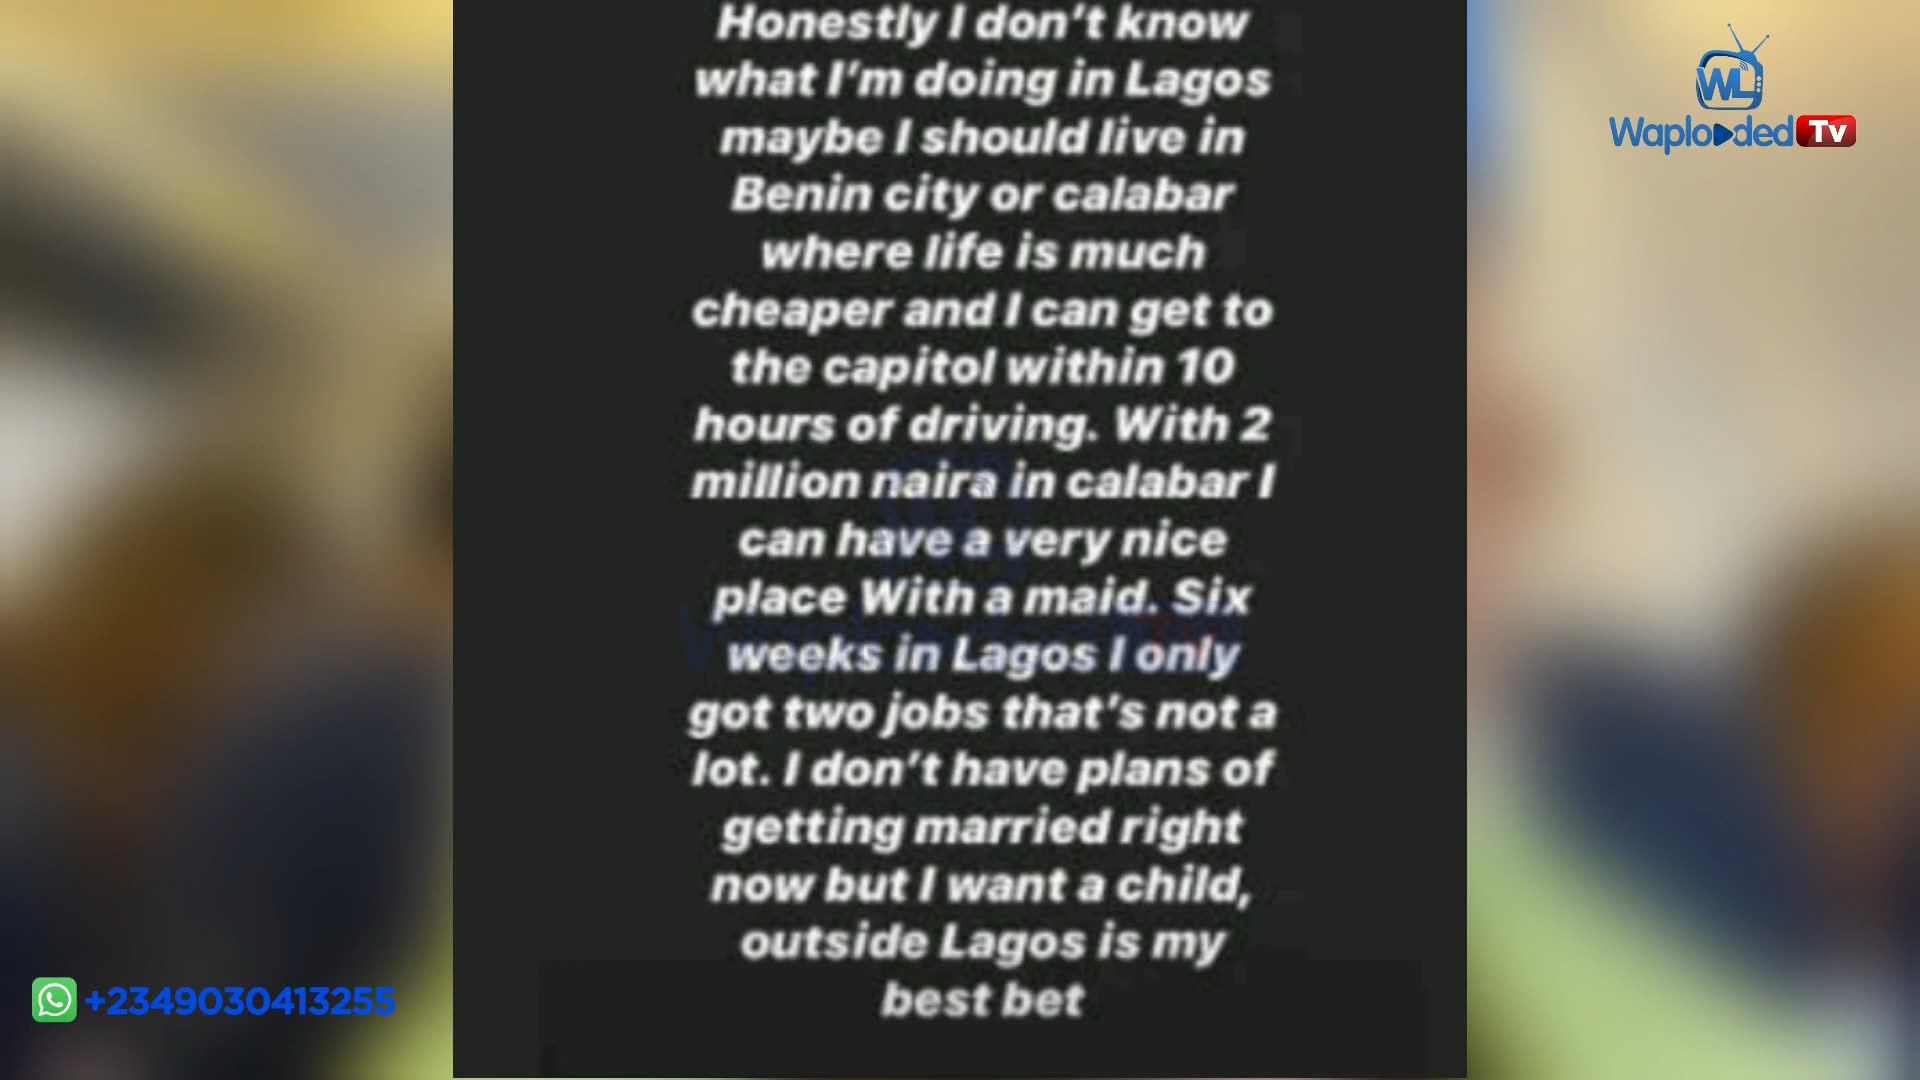 Honestly I don't know
what I'm doing in Lagos
maybe I should live in
Benin city or calabar
where life is much
cheaper and I can get to
the capitol within 10
hours of driving. With 2
million naira in calabar I
can have a very nice
place With a maid. Six
weeks in Lagos I only
got two jobs that's not a
lot. I don't have plans of
getting married right
now but I want a child,
outside Lagos is my
best bet
WL
Waploaded Tv
Waploaded Tv
+2349030413255